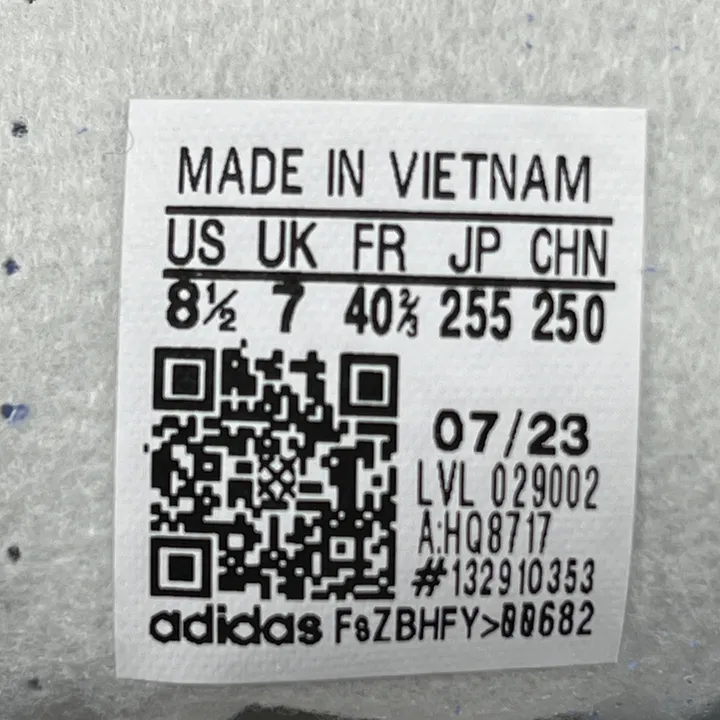 MADE IN VIETNAM
US UK FR JP CHN
8½ 7 40⅔ 255 250
07/23
LVL 029002
A:HQ8717
#132910353
adidas F8ZBHFY>00682